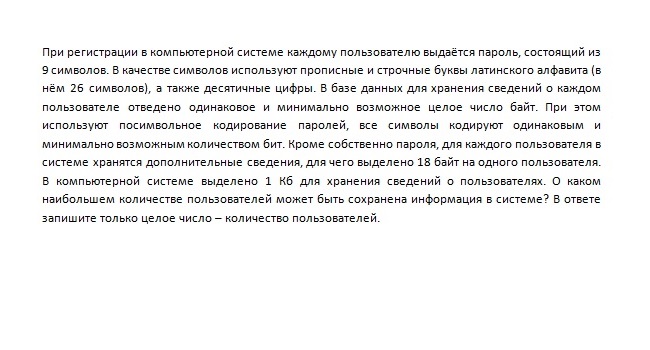 При регистрации в компьютерной системе каждому пользователю выдаётся пароль, состоящий из
9 символов. В качестве символов используют прописные и строчные буквы латинского алфавита (в
нём 26 символов), а также десятичные цифры. В базе данных для хранения сведений о каждом
пользователе отведено одинаковое и минимально возможное целое число байт. При этом
используют посимвольное кодирование паролей, все символы кодируют одинаковым и
минимально возможным количеством бит. Кроме собственно пароля, для каждого пользователя в
системе хранятся дополнительные сведения, для чего выделено 18 байт на одного пользователя.
В компьютерной системе выделено 1 Кб для хранения сведений о пользователях. О каком
наибольшем количестве пользователей может быть сохранена информация в системе? В ответе
запишите только целое число – количество пользователей.